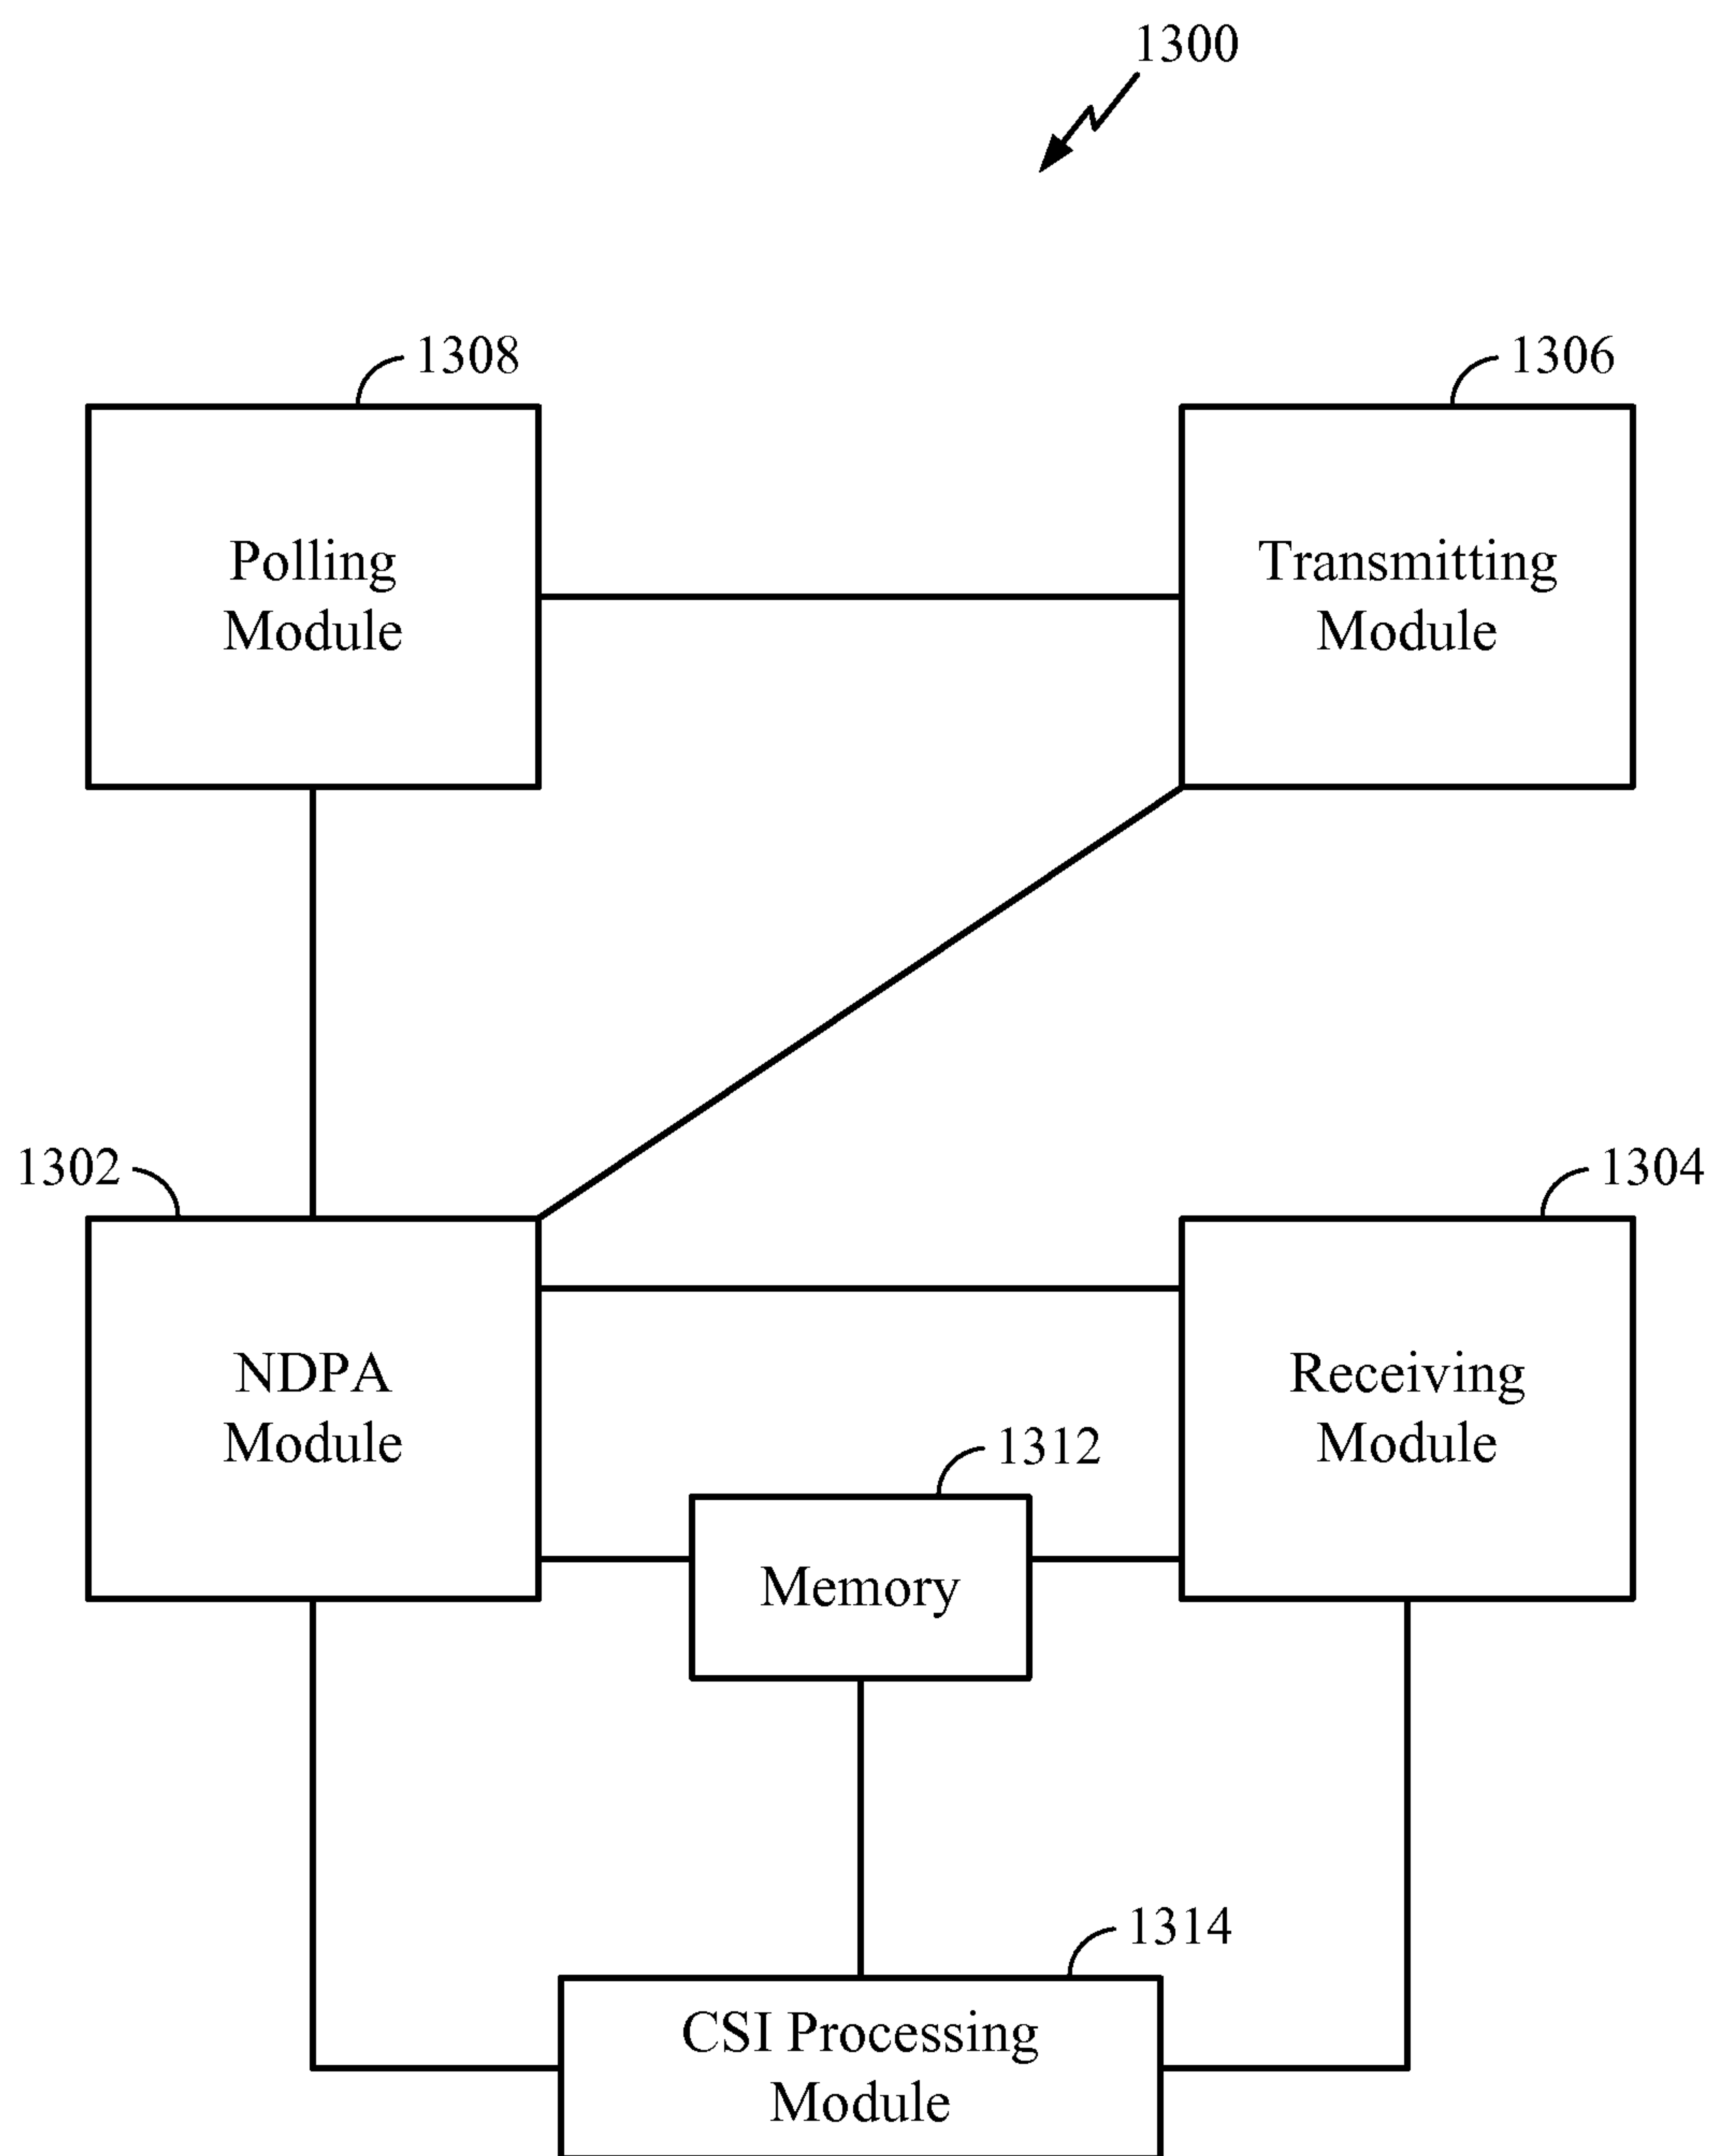 1300
1308
1306
Polling
Module
Transmitting
Module
1302
1304
NDPA
Module
Receiving
Module
1312
Memory
1314
CSI Processing
Module